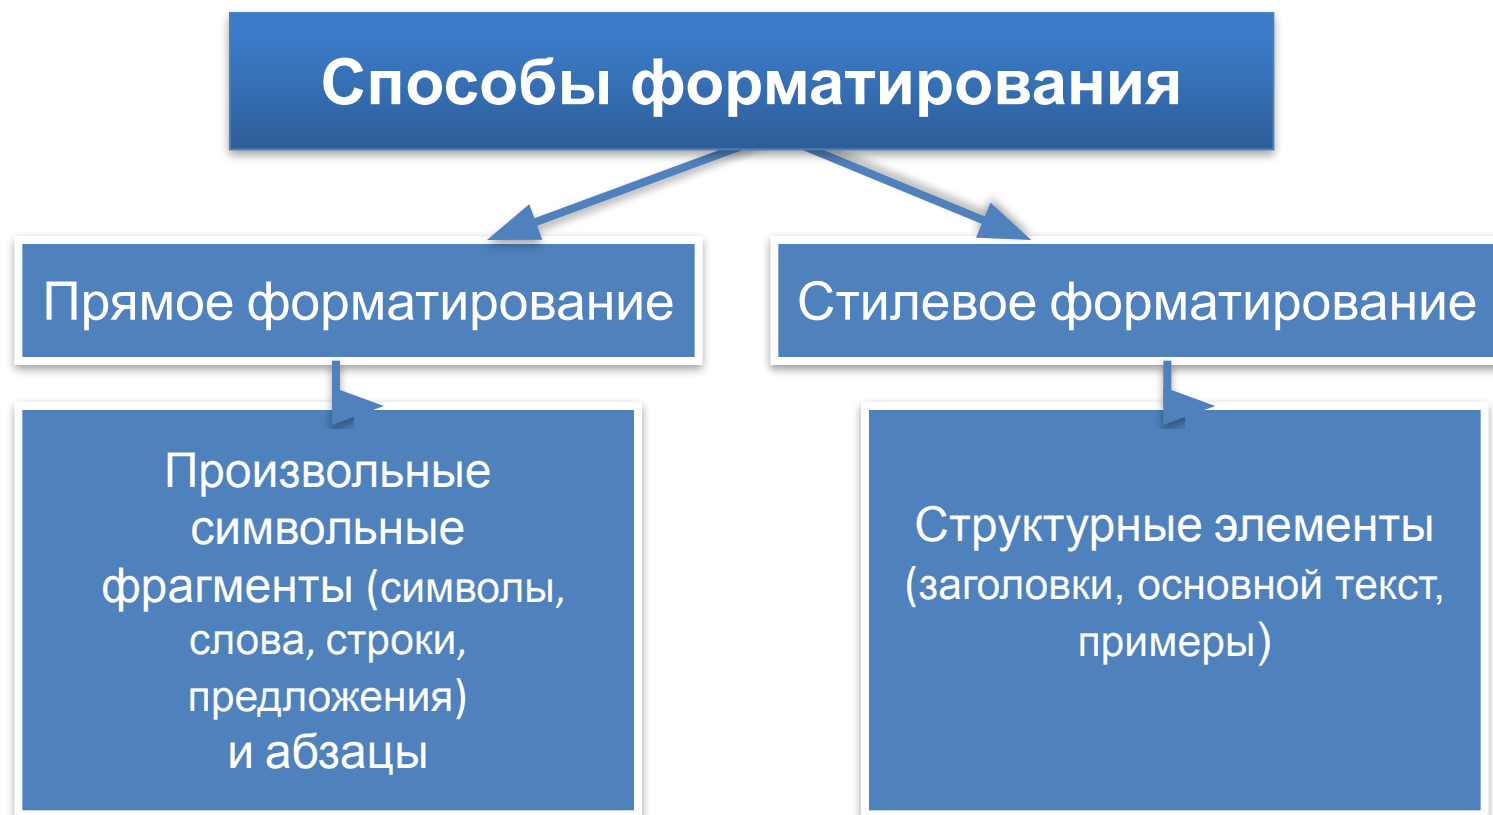 Способы форматирования
Прямое форматирование
Стилевое форматирование
Произвольные
символьные
фрагменты (символы,
слова, строки,
предложения)
и абзацы
Структурные элементы
(заголовки, основной текст,
примеры)